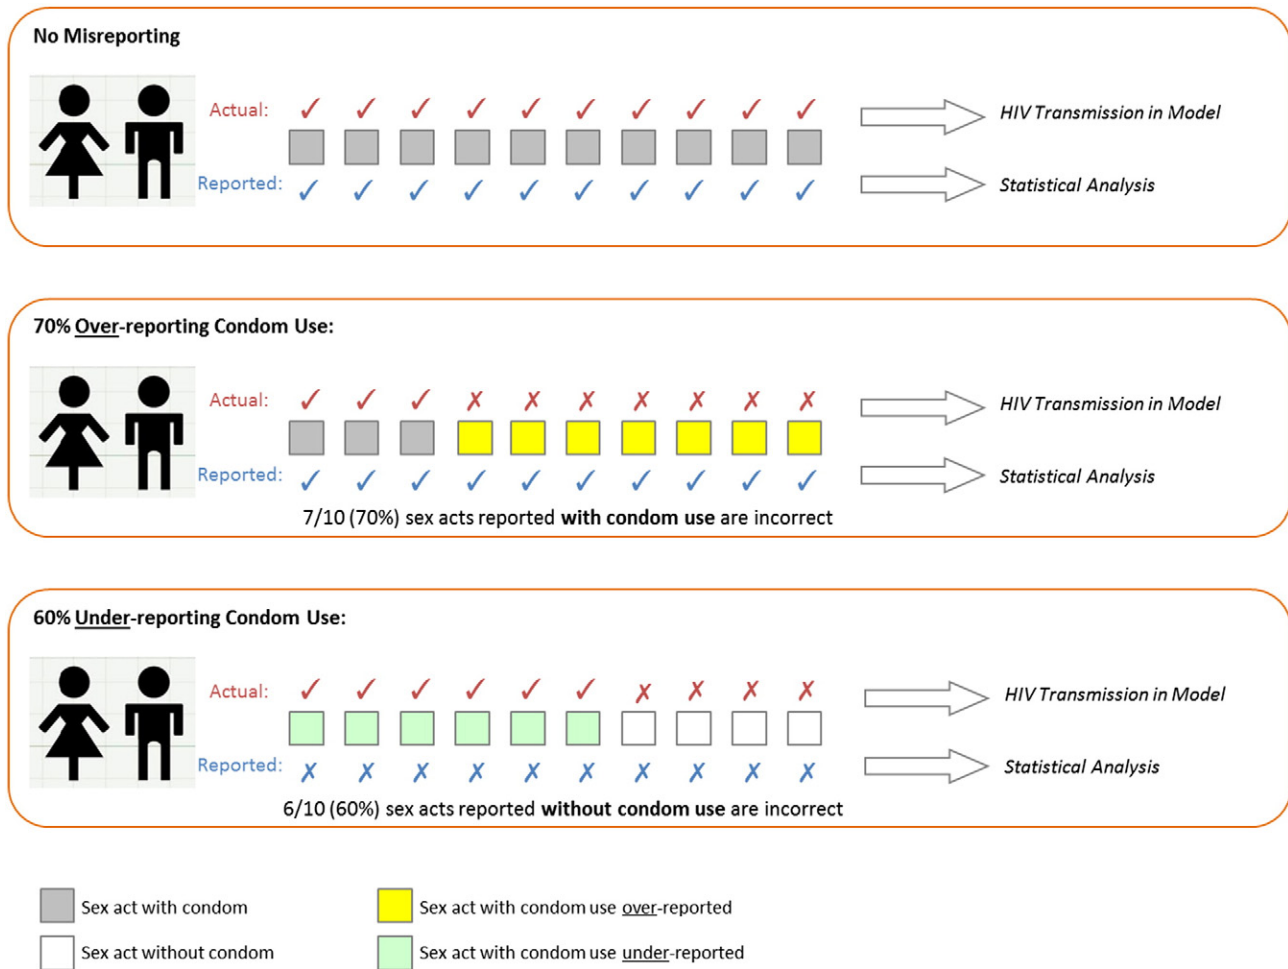 No Misreporting
Actual: ✓ ✓ ✓ ✓ ✓ ✓ ✓ ✓ ✓ ✓
HIV Transmission in Model
Reported: ✓ ✓ ✓ ✓ ✓ ✓ ✓ ✓ ✓ ✓
Statistical Analysis
70% Over-reporting Condom Use:
Actual: ✓ ✓ ✓ ✗ ✗ ✗ ✗ ✗ ✗ ✗
HIV Transmission in Model
Reported: ✓ ✓ ✓ ✓ ✓ ✓ ✓ ✓ ✓ ✓
Statistical Analysis
7/10 (70%) sex acts reported with condom use are incorrect
60% Under-reporting Condom Use:
Actual: ✓ ✓ ✓ ✓ ✓ ✓ ✗ ✗ ✗ ✗
HIV Transmission in Model
Reported: ✗ ✗ ✗ ✗ ✗ ✗ ✗ ✗ ✗ ✗
Statistical Analysis
6/10 (60%) sex acts reported without condom use are incorrect
Sex act with condom
Sex act with condom use over-reported
Sex act without condom
Sex act with condom use under-reported